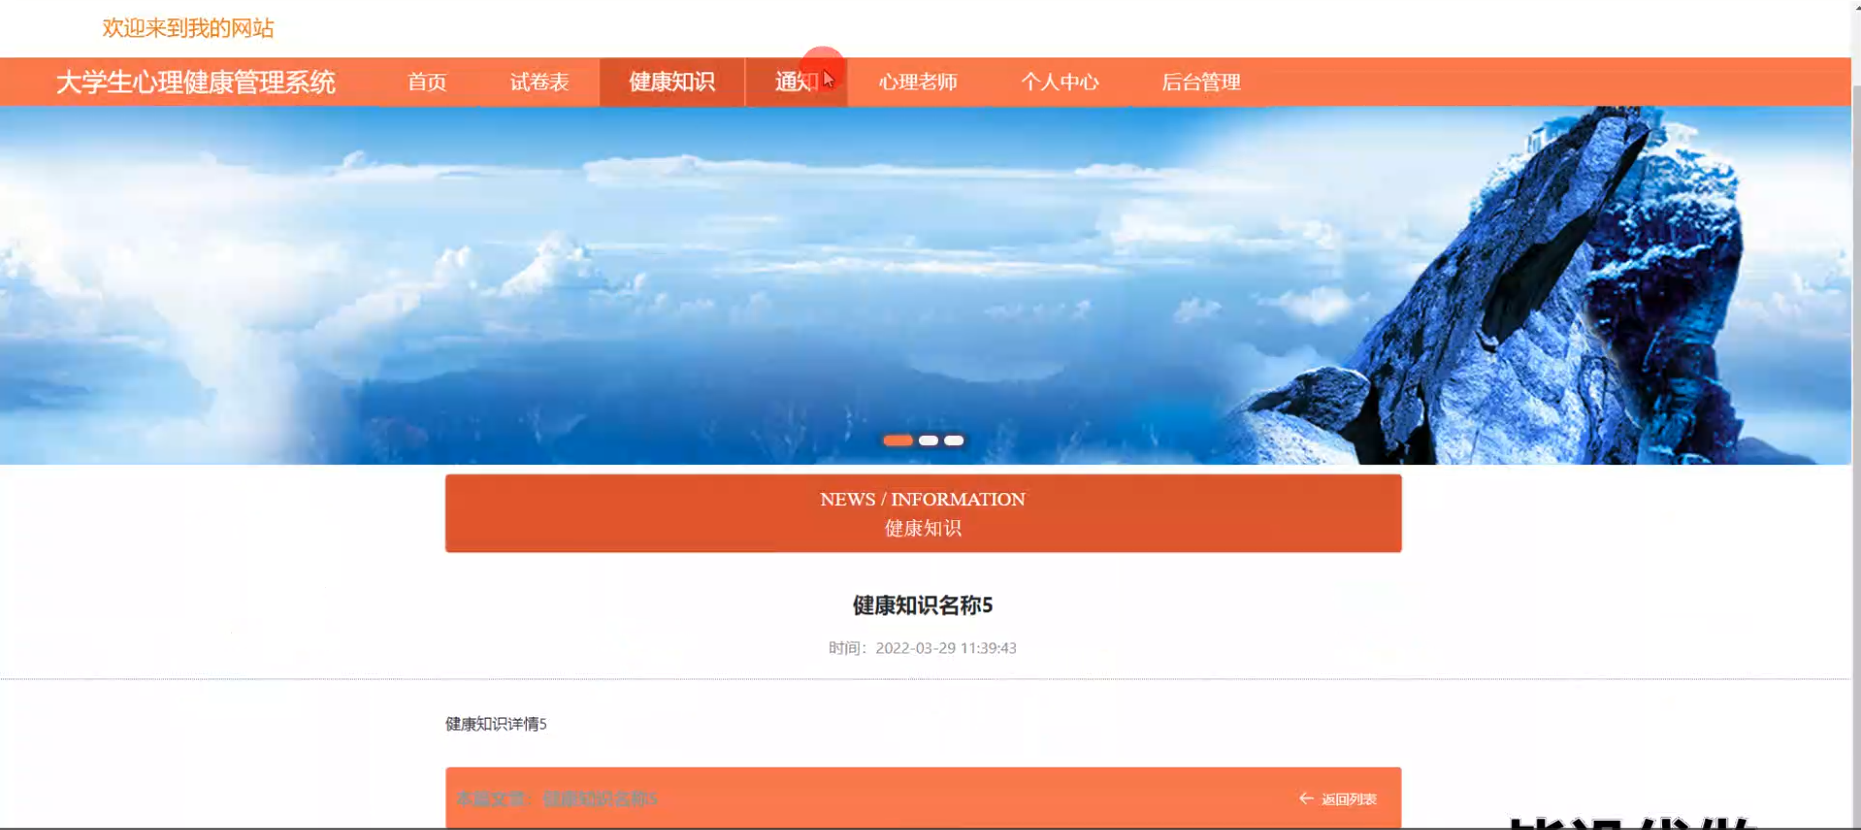 欢迎来到我的网站
大学生心理健康管理系统 首页 试卷表 健康知识 通知 心理老师 个人中心 后台管理
NEWS / INFORMATION
健康知识
健康知识名称5
时间：2022-03-29 11:39:43
健康知识详情5
本篇文章：健康知识名称5 ← 返回列表